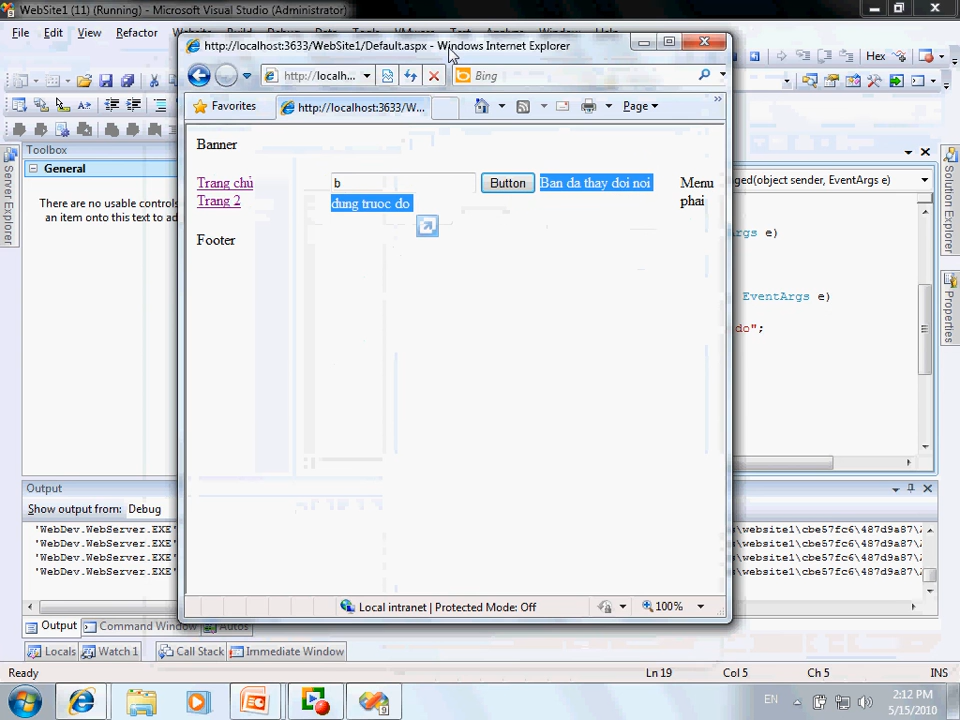 WebSite1 (11) (Running) - Microsoft Visual Studio (Administrator)
File Edit View Refactor
http://localhost:3633/WebSite1/Default.aspx - Windows Internet Explorer
Hex
http://localh...
Bing
Favorites
http://localhost:3633/W...
Page
»
Toolbox
General
There are no usable controls
an item onto this text to ad
Server Explorer
Solution Explorer
Properties
ged(object sender, EventArgs e)
rgs e)
EventArgs e)
do";
Banner
Trang chủ
Trang 2
b
Button
Ban da thay doi noi
dung truoc do
Menu
phai
Footer
Output
Show output from: Debug
'WebDev.WebServer.EXE'
'WebDev.WebServer.EXE'
'WebDev.WebServer.EXE'
'WebDev.WebServer.EXE'
s\website1\cbe57fc6\487d9a87\
s\website1\cbe57fc6\487d9a87\
s\website1\cbe57fc6\487d9a87\
s\website1\cbe57fc6\487d9a87\
Local intranet | Protected Mode: Off
100%
Output Command Window Autos
Locals Watch 1 Call Stack Immediate Window
Ready
Ln 19 Col 5 Ch 5 INS
EN
2:12 PM
5/15/2010